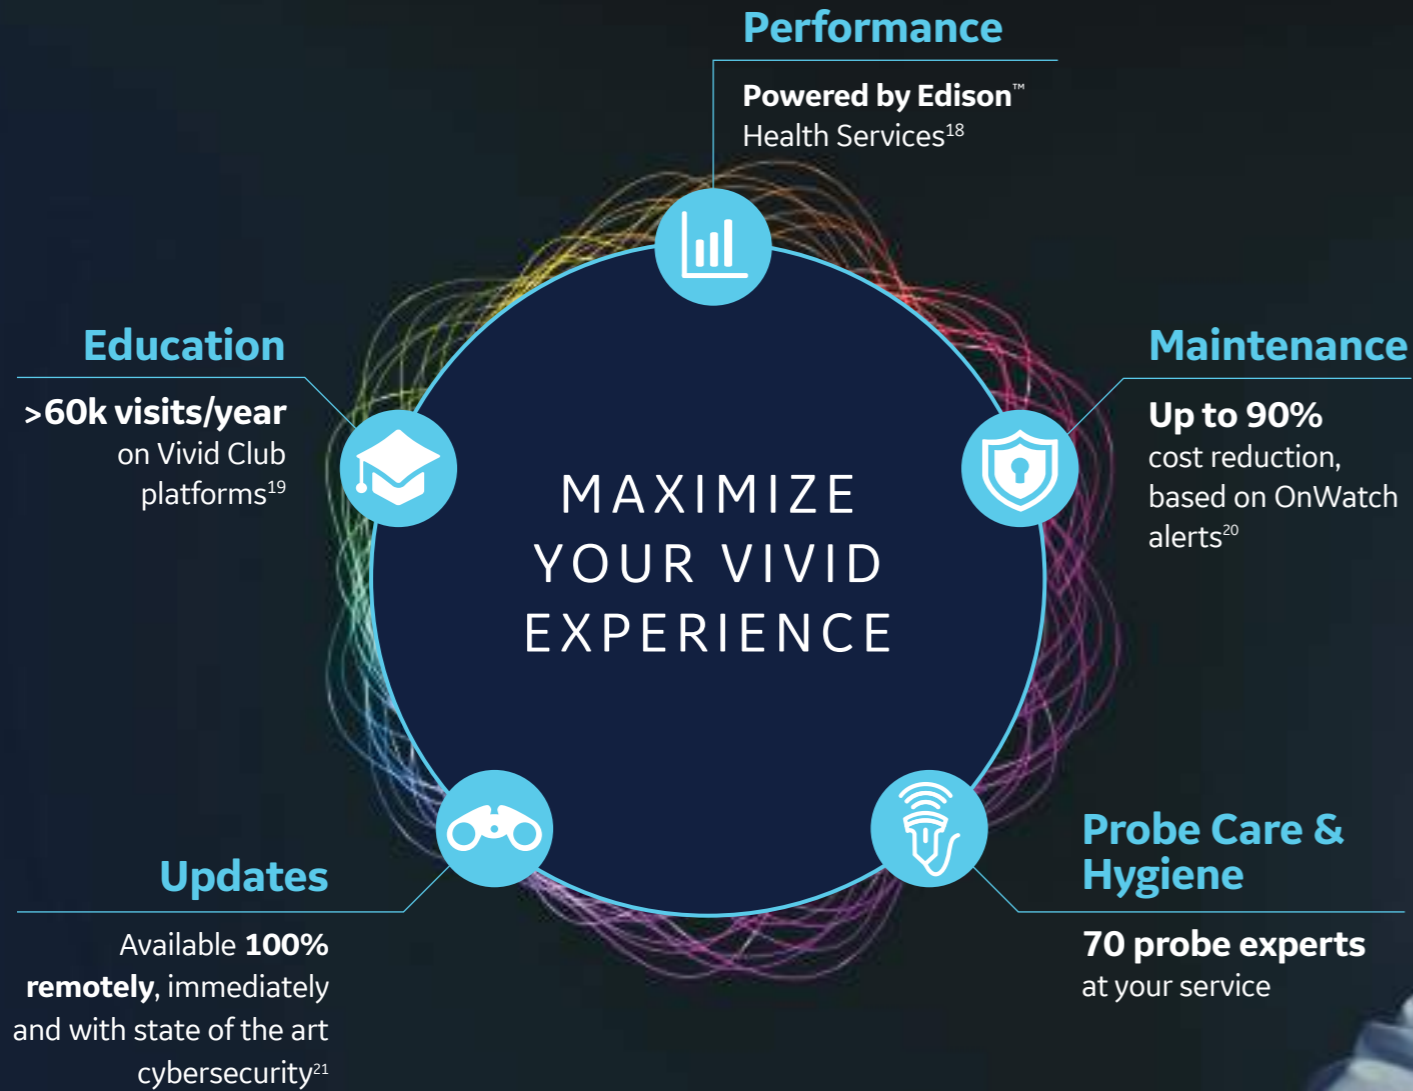 Performance
Powered by Edison™
Health Services¹⁸
Education
>60k visits/year
on Vivid Club
platforms¹⁹
Maintenance
Up to 90%
cost reduction,
based on OnWatch
alerts²⁰
MAXIMIZE
YOUR VIVID
EXPERIENCE
Updates
Available 100%
remotely, immediately
and with state of the art
cybersecurity²¹
Probe Care &
Hygiene
70 probe experts
at your service